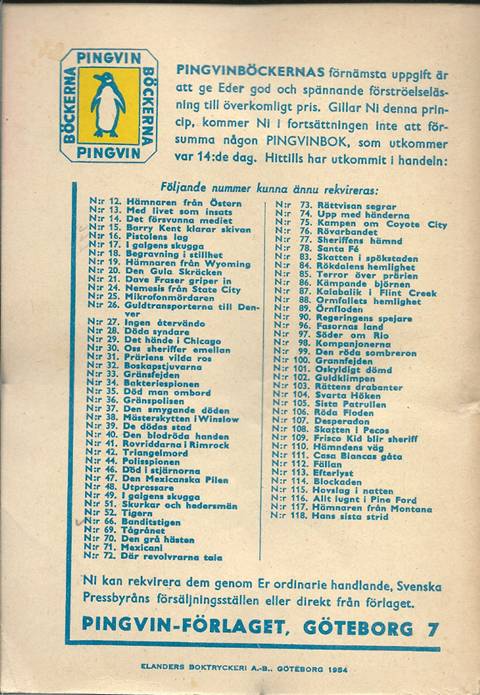 PINGVIN
BÖCKERNA
BÖCKERNA
PINGVIN
PINGVINBÖCKERNAS förnämsta uppgift är
att ge Eder god och spännande förströelseläs-
ning till överkomligt pris. Gillar Ni denna prin-
cip, kommer Ni i fortsättningen inte att för-
summa någon PINGVINBOK, som utkommer
var 14:de dag. Hittills har utkommit i handeln:
Följande nummer kunna ännu rekvireras:
N:r 12. Hämnaren från Östern
N:r 13. Med livet som insats
N:r 14. Det försvunna mediet
N:r 15. Barry Kent klarar skivan
N:r 16. Pistolens lag
N:r 17. I galgens skugga
N:r 18. Begravning i stillhet
N:r 19. Hämnaren från Wyoming
N:r 20. Den Gula Skräcken
N:r 21. Dave Fraser griper in
N:r 24. Nemesis från State City
N:r 25. Mikrofonmördaren
N:r 26. Guldtransporterna till Den-
ver
N:r 27. Ingen återvändo
N:r 28. Döda syndare
N:r 29. Det hände i Chicago
N:r 30. Oss sheriffer emellan
N:r 31. Präriens vilda ros
N:r 32. Boskapstjuvarna
N:r 33. Gränsfejden
N:r 34. Bakteriespionen
N:r 35. Död man ombord
N:r 36. Gränspolisen
N:r 37. Den smygande döden
N:r 38. Mästerskytten i Winslow
N:r 39. De dödas stad
N:r 40. Den blodröda handen
N:r 41. Rovriddarna i Rimrock
N:r 42. Triangelmord
N:r 44. Polisspionen
N:r 46. Död i stjärnorna
N:r 47. Den Mexicanska Pilen
N:r 48. Utpressare
N:r 49. I galgens skugga
N:r 51. Skurkar och hedersmän
N:r 52. Tigern
N:r 66. Banditstigen
N:r 69. Tågrånet
N:r 70. Den grå hästen
N:r 71. Mexicani
N:r 72. Där revolvrarna tala
N:r 73. Rättvisan segrar
N:r 74. Upp med händerna
N:r 75. Kampen om Coyote City
N:r 76. Rövarbandet
N:r 77. Sheriffens hämnd
N:r 78. Santa Fé
N:r 83. Skatten i spökstaden
N:r 84. Rökdalens hemlighet
N:r 85. Terror över prärien
N:r 86. Kämpande björnen
N:r 87. Kalabalik i Flint Creek
N:r 88. Ormfallets hemlighet
N:r 89. Örnfloden
N:r 90. Regeringens spejare
N:r 96. Fasornas land
N:r 97. Söder om Rio
N:r 98. Kompanjonerna
N:r 99. Den röda sombreron
N:r 100. Grannfejden
N:r 101. Oskyldigt dömd
N:r 102. Guldklimpen
N:r 103. Rättens drabanter
N:r 104. Svarta Höken
N:r 105. Sista Patrullen
N:r 106. Röda Floden
N:r 107. Desperadon
N:r 108. Skatten i Pecos
N:r 109. Frisco Kid blir sheriff
N:r 110. Hämndens väg
N:r 111. Casa Blancas gåta
N:r 112. Fällan
N:r 113. Efterlyst
N:r 114. Blockaden
N:r 115. Hovslag i natten
N:r 116. Allt lugnt i Pine Ford
N:r 117. Hämnaren från Montana
N:r 118. Hans sista strid
Ni kan rekvirera dem genom Er ordinarie handlande, Svenska
Pressbyråns försäljningsställen eller direkt från förlaget.
PINGVIN-FÖRLAGET, GÖTEBORG 7
ELANDERS BOKTRYCKERI A.-B., GÖTEBORG 1954